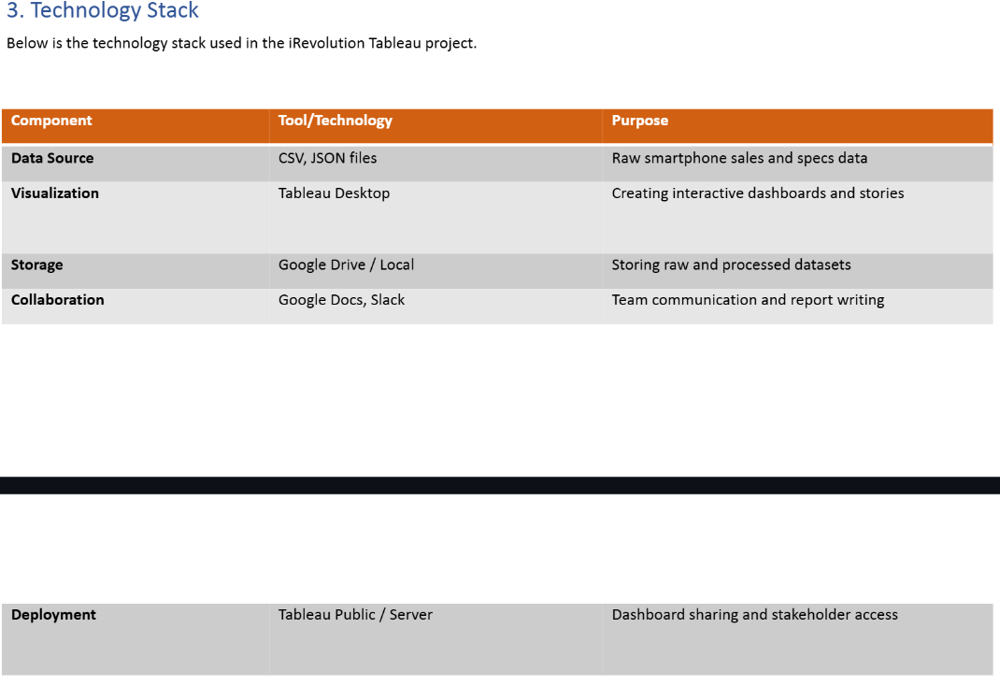 3. Technology Stack
Below is the technology stack used in the iRevolution Tableau project.
Component Tool/Technology Purpose
Data Source CSV, JSON files Raw smartphone sales and specs data
Visualization Tableau Desktop Creating interactive dashboards and stories
Storage Google Drive / Local Storing raw and processed datasets
Collaboration Google Docs, Slack Team communication and report writing
Deployment Tableau Public / Server Dashboard sharing and stakeholder access